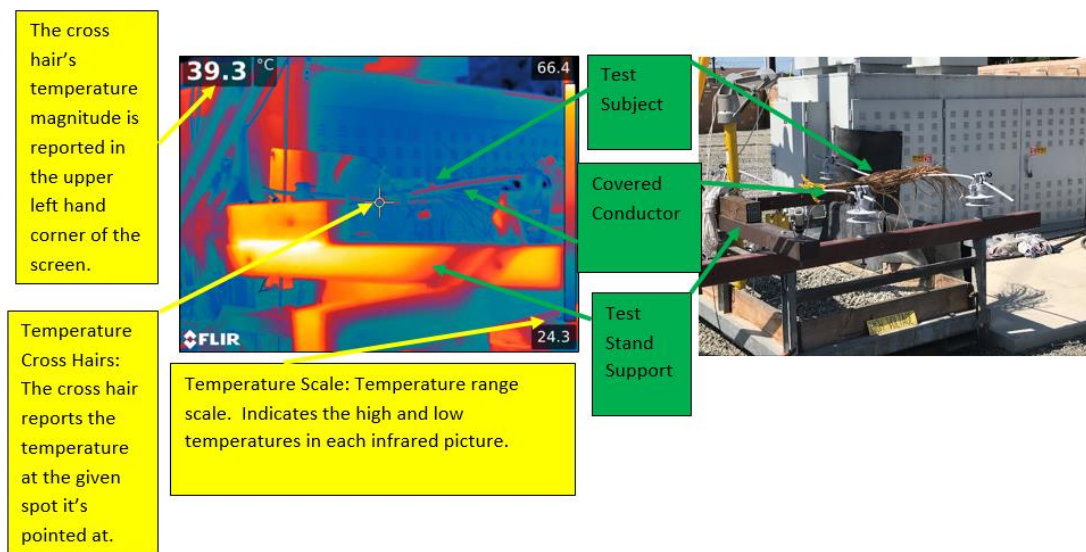 The cross
hair’s
temperature
magnitude is
reported in
the upper
left hand
corner of the
screen.
39.3 °C
66.4
24.3
FLIR
Test
Subject
Covered
Conductor
Test
Stand
Support
Temperature
Cross Hairs:
The cross hair
reports the
temperature
at the given
spot it’s
pointed at.
Temperature Scale: Temperature range
scale. Indicates the high and low
temperatures in each infrared picture.